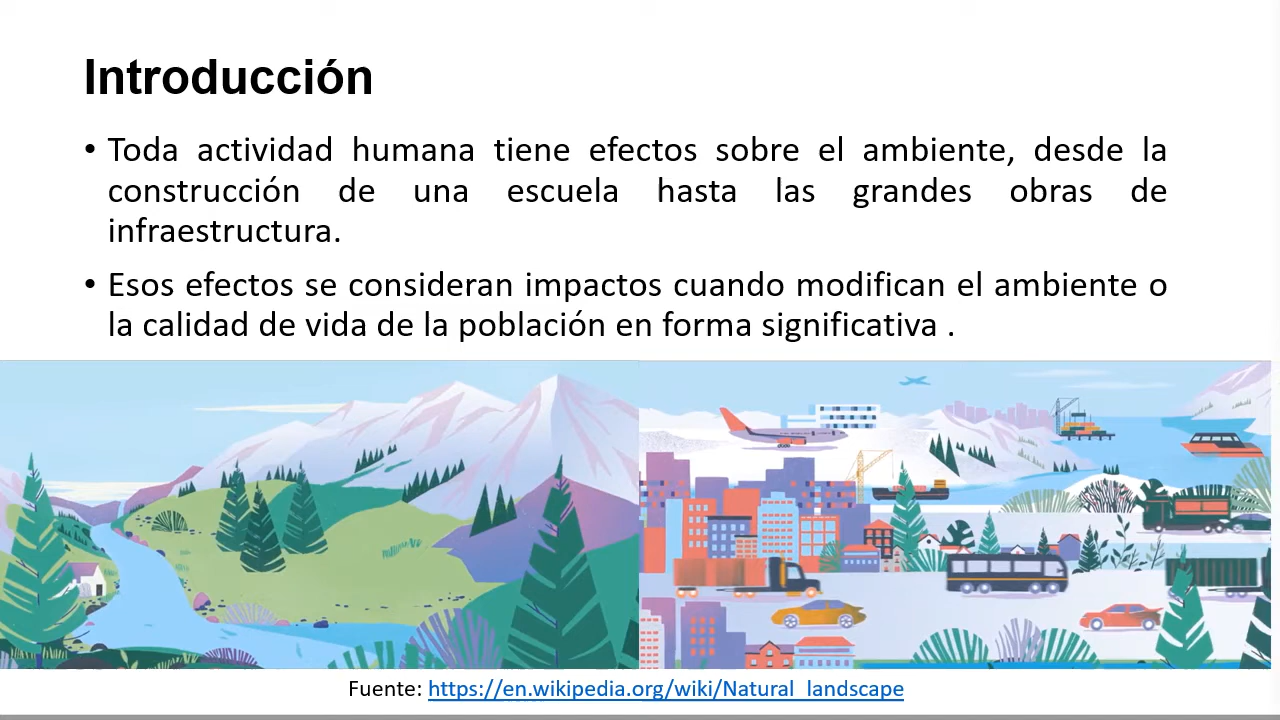 Introducción
• Toda actividad humana tiene efectos sobre el ambiente, desde la
construcción de una escuela hasta las grandes obras de
infraestructura.
• Esos efectos se consideran impactos cuando modifican el ambiente o
la calidad de vida de la población en forma significativa .
Fuente: https://en.wikipedia.org/wiki/Natural_landscape